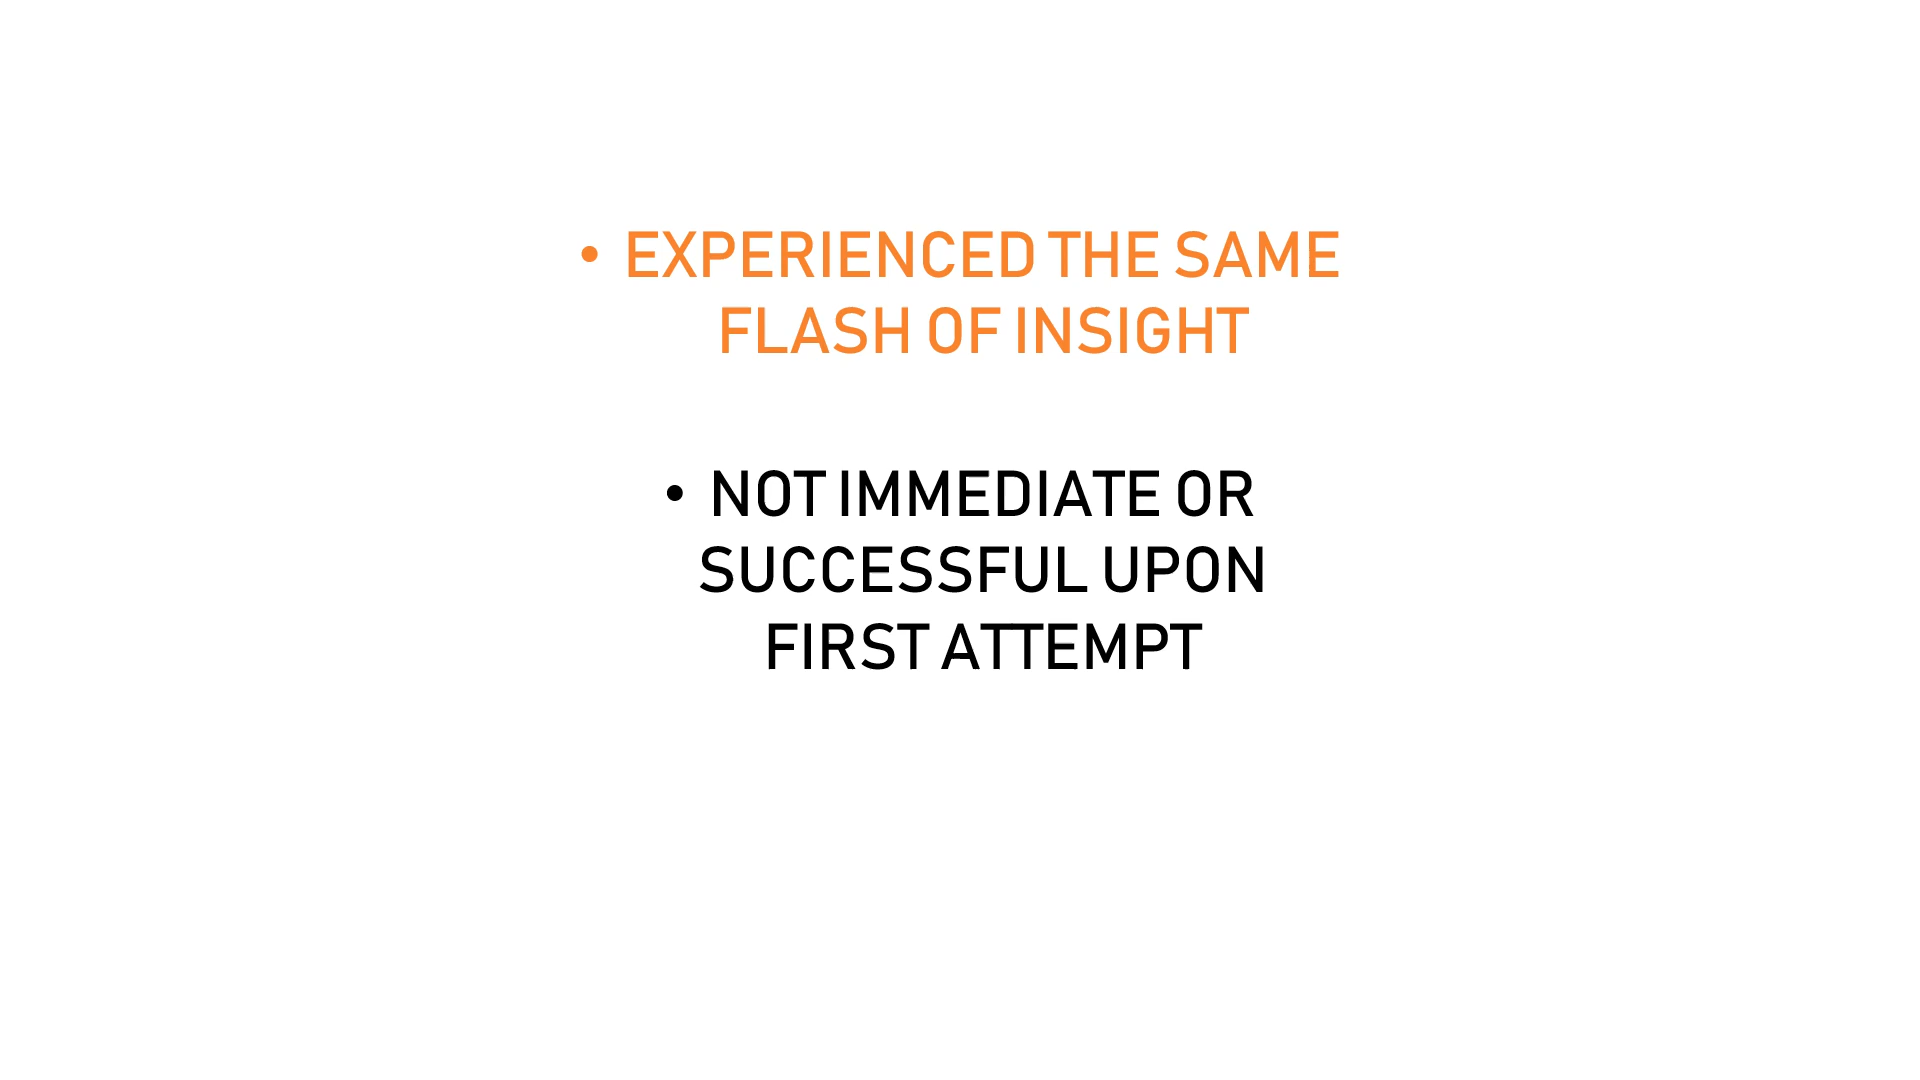 • EXPERIENCED THE SAME
FLASH OF INSIGHT
• NOT IMMEDIATE OR
SUCCESSFUL UPON
FIRST ATTEMPT